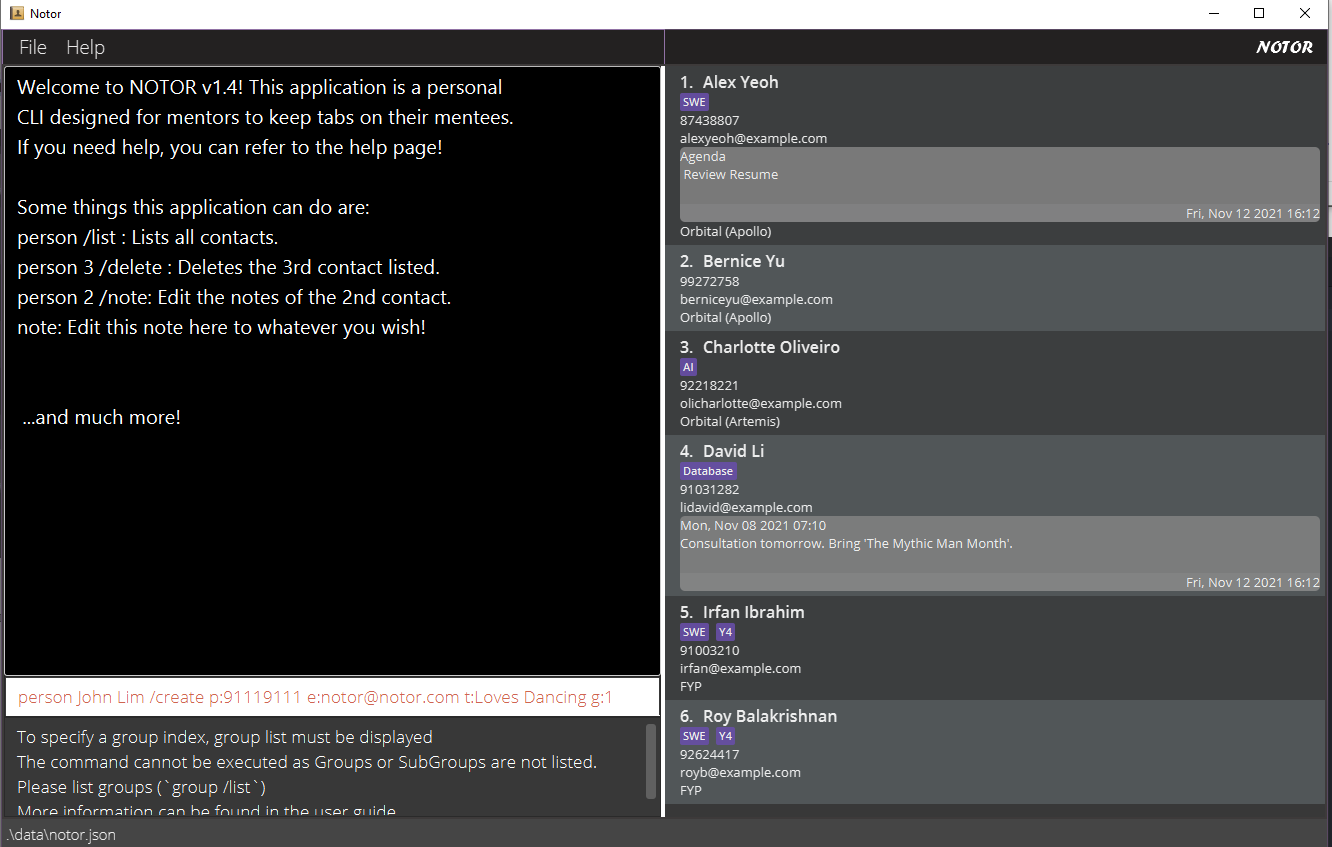 Notor
File Help
NOTOR
Welcome to NOTOR v1.4! This application is a personal
CLI designed for mentors to keep tabs on their mentees.
If you need help, you can refer to the help page!
Some things this application can do are:
person /list : Lists all contacts.
person 3 /delete : Deletes the 3rd contact listed.
person 2 /note: Edit the notes of the 2nd contact.
note: Edit this note here to whatever you wish!
...and much more!
person John Lim /create p:91119111 e:notor@notor.com t:Loves Dancing g:1
To specify a group index, group list must be displayed
The command cannot be executed as Groups or SubGroups are not listed.
Please list groups (`group /list`)
More information can be found in the user guide
1. Alex Yeoh
SWE
87438807
alexyeoh@example.com
Agenda
Review Resume
Fri, Nov 12 2021 16:12
Orbital (Apollo)
2. Bernice Yu
99272758
berniceyu@example.com
Orbital (Apollo)
3. Charlotte Oliveiro
AI
92218221
olicharlotte@example.com
Orbital (Artemis)
4. David Li
Database
91031282
lidavid@example.com
Mon, Nov 08 2021 07:10
Consultation tomorrow. Bring 'The Mythic Man Month'.
Fri, Nov 12 2021 16:12
5. Irfan Ibrahim
SWE Y4
91003210
irfan@example.com
FYP
6. Roy Balakrishnan
SWE Y4
92624417
royb@example.com
FYP
.\data\notor.json